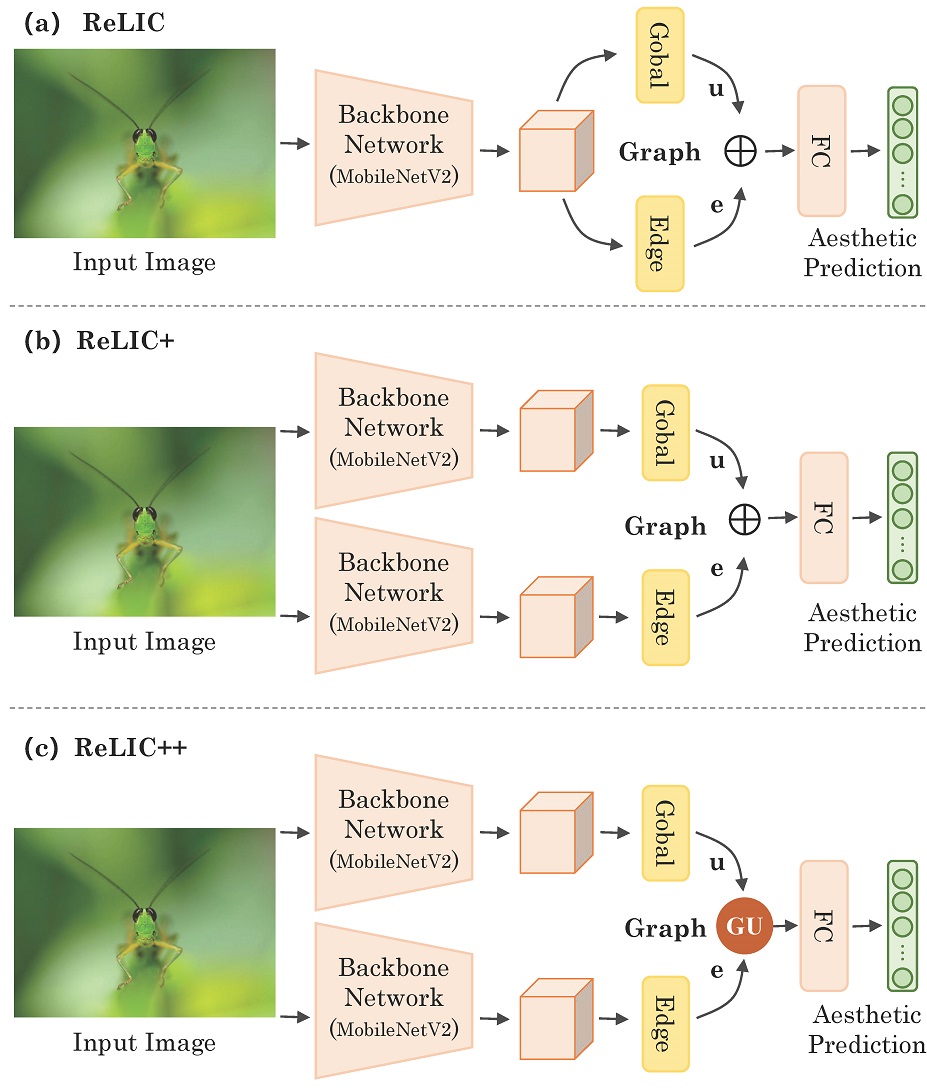 (a) ReLIC
Input Image
Backbone
Network
(MobileNetV2)
Gobal
u
Graph
e
Edge
FC
Aesthetic
Prediction
(b) ReLIC+
Input Image
Backbone
Network
(MobileNetV2)
Backbone
Network
(MobileNetV2)
Gobal
u
Graph
e
Edge
FC
Aesthetic
Prediction
(c) ReLIC++
Input Image
Backbone
Network
(MobileNetV2)
Backbone
Network
(MobileNetV2)
Gobal
u
Graph
GU
e
Edge
FC
Aesthetic
Prediction